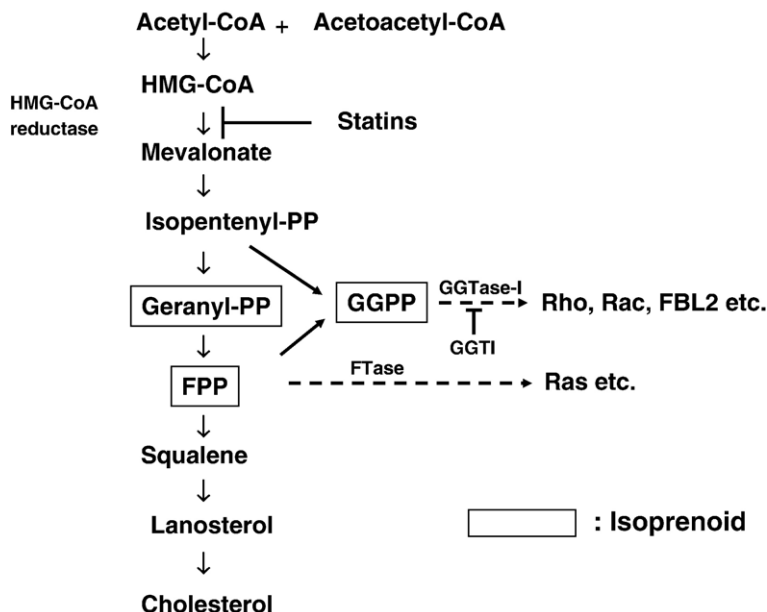 Acetyl-CoA + Acetoacetyl-CoA
HMG-CoA
HMG-CoA
reductase
Statins
Mevalonate
Isopentenyl-PP
Geranyl-PP
GGPP
GGTase-I
Rho, Rac, FBL2 etc.
GGTI
FPP
FTase
Ras etc.
Squalene
Lanosterol
: Isoprenoid
Cholesterol